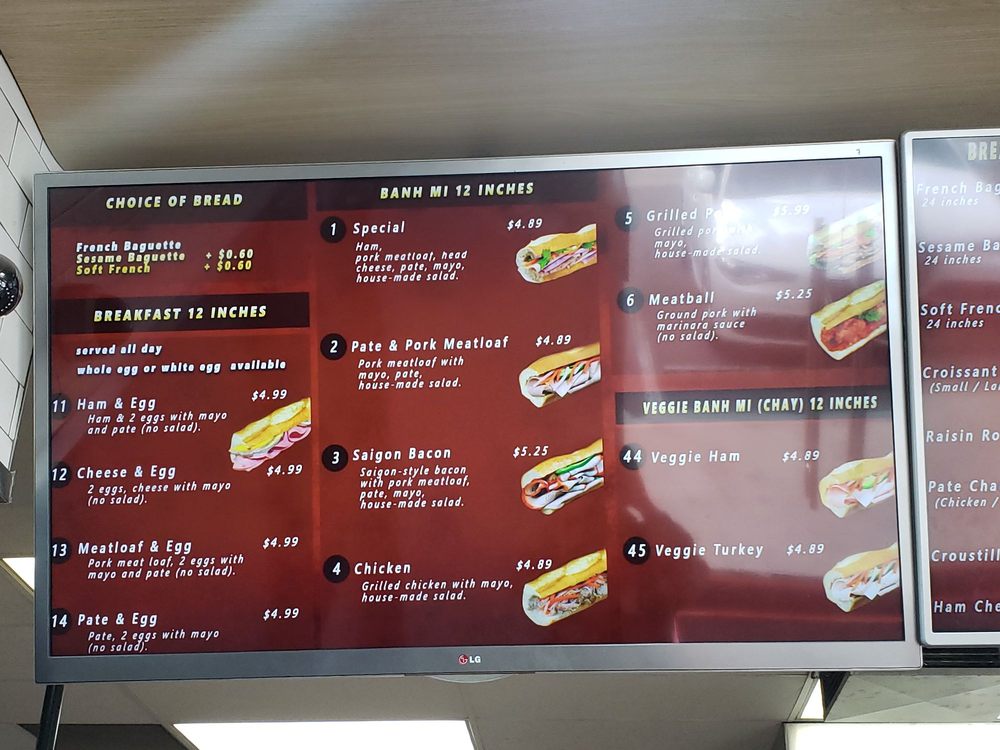 CHOICE OF BREAD
French Baguette
Sesame Baguette + $0.60
Soft French + $0.60
BREAKFAST 12 INCHES
served all day
whole egg or white egg available
11 Ham & Egg $4.99
Ham & 2 eggs with mayo
and pate (no salad).
12 Cheese & Egg $4.99
2 eggs, cheese with mayo
(no salad).
13 Meatloaf & Egg $4.99
Pork meat loaf, 2 eggs with
mayo and pate (no salad).
14 Pate & Egg $4.99
Pate, 2 eggs with mayo
(no salad).
BANH MI 12 INCHES
1 Special $4.89
Ham,
pork meatloaf, head
cheese, pate, mayo,
house-made salad.
2 Pate & Pork Meatloaf $4.89
Pork meatloaf with
mayo, pate,
house-made salad.
3 Saigon Bacon $5.25
Saigon-style bacon
with pork meatloaf,
pate, mayo,
house-made salad.
4 Chicken $4.89
Grilled chicken with mayo,
house-made salad.
5 Grilled $5.99
Grilled pork with
mayo,
house-made salad.
6 Meatball $5.25
Ground pork with
marinara sauce
(no salad).
VEGGIE BANH MI (CHAY) 12 INCHES
44 Veggie Ham $4.89
45 Veggie Turkey $4.89
LG
BRE
French Bag
24 inches
Sesame Ba
24 inches
Soft Frenc
24 inches
Croissant
(Small / La
Raisin Ro
Pate Cha
(Chicken /
Croustill
Ham Che